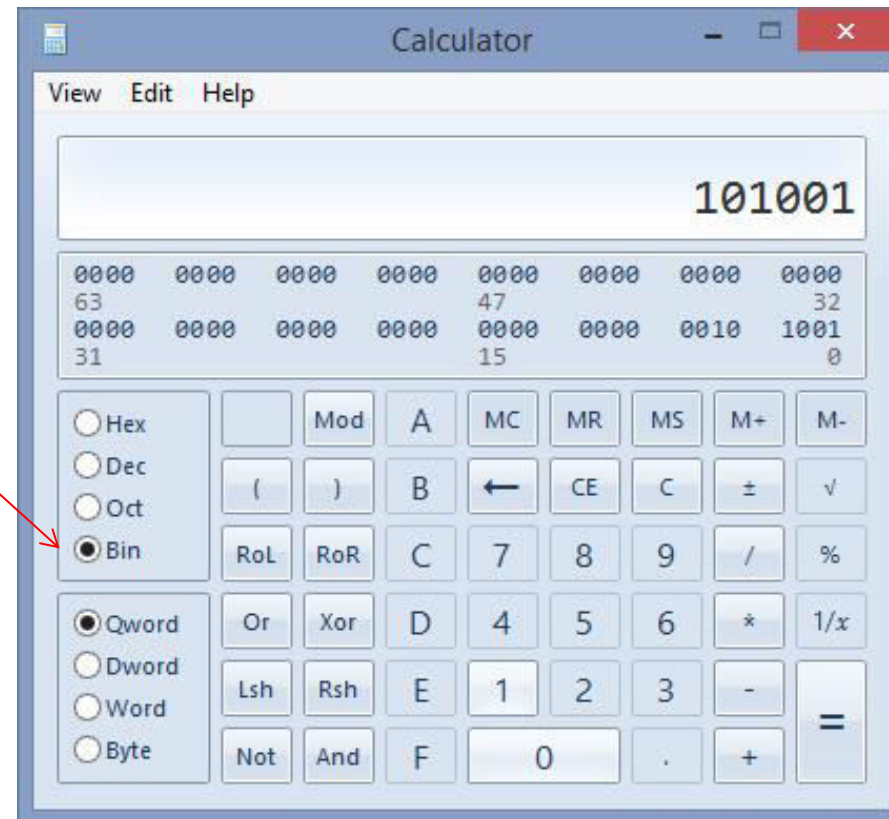 Calculator
View Edit Help
101001
0000 0000 0000 0000 0000 0000 0000 0000
63 47 32
0000 0000 0000 0000 0000 0000 0010 1001
31 15 0
Hex Mod A MC MR MS M+ M-
Dec
( ) B ← CE C ± √
Oct
Bin RoL RoR C 7 8 9 / %
Qword Or Xor D 4 5 6 * 1/x
Dword
Lsh Rsh E 1 2 3 - =
Word
Byte Not And F 0 . +